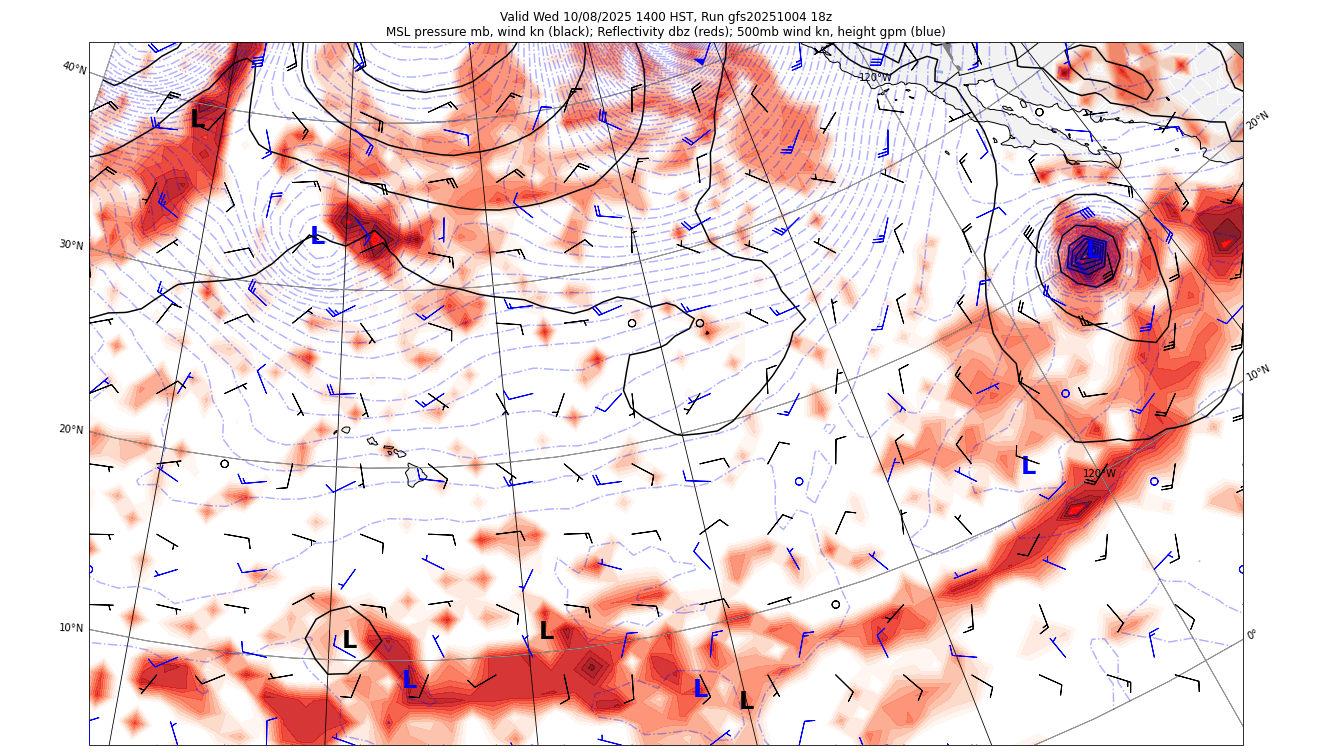 Valid Wed 10/08/2025 1400 HST, Run gfs20251004 18z
MSL pressure mb, wind kn (black); Reflectivity dbz (reds); 500mb wind kn, height gpm (blue)
40°N
120°W
20°N
L
L
30°N
10°N
20°N
L
120°W
10°N
L
L
0°
L
L
L